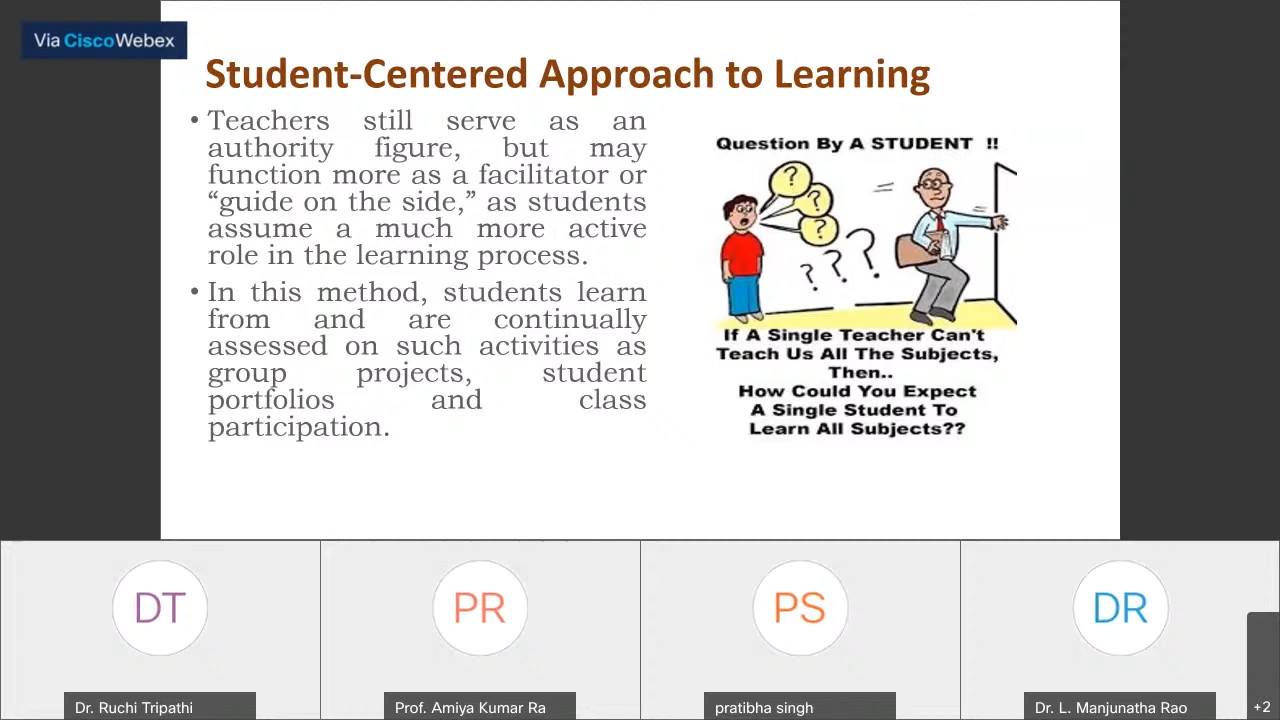 Via CiscoWebex
Student-Centered Approach to Learning
• Teachers still serve as an
authority figure, but may
function more as a facilitator or
“guide on the side,” as students
assume a much more active
role in the learning process.
• In this method, students learn
from and are continually
assessed on such activities as
group projects, student
portfolios and class
participation.
Question By A STUDENT !!
?
?
?
? ? ?
If A Single Teacher Can't
Teach Us All The Subjects,
Then..
How Could You Expect
A Single Student To
Learn All Subjects??
DT
PR
PS
DR
Dr. Ruchi Tripathi
Prof. Amiya Kumar Ra
pratibha singh
Dr. L. Manjunatha Rao
+2